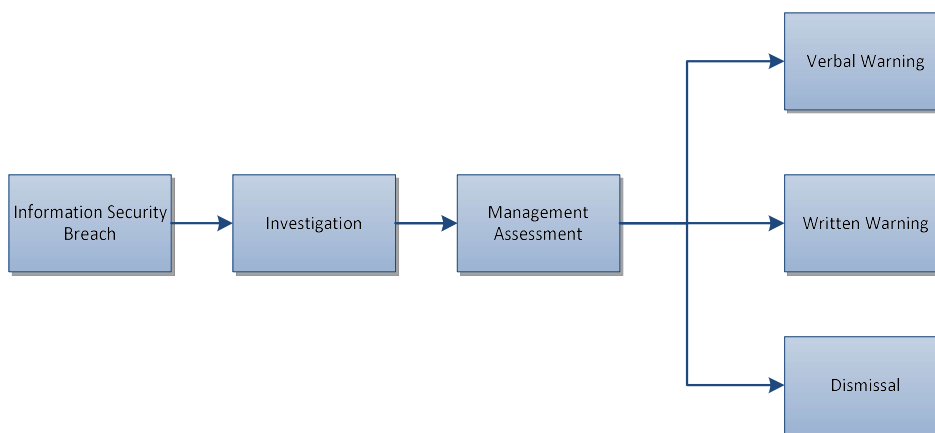 Information Security
Breach
Investigation
Management
Assessment
Verbal Warning
Written Warning
Dismissal